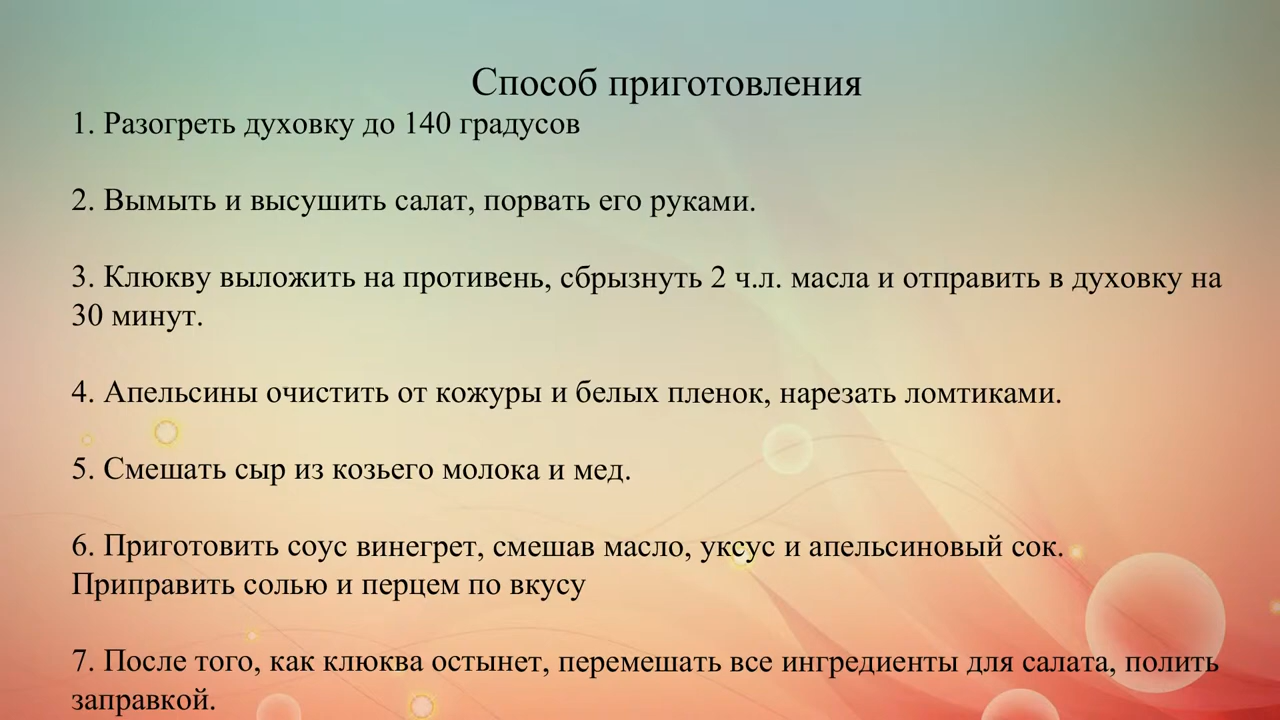 Способ приготовления
1. Разогреть духовку до 140 градусов
2. Вымыть и высушить салат, порвать его руками.
3. Клюкву выложить на противень, сбрызнуть 2 ч.л. масла и отправить в духовку на
30 минут.
4. Апельсины очистить от кожуры и белых пленок, нарезать ломтиками.
5. Смешать сыр из козьего молока и мед.
6. Приготовить соус винегрет, смешав масло, уксус и апельсиновый сок.
Приправить солью и перцем по вкусу
7. После того, как клюква остынет, перемешать все ингредиенты для салата, полить
заправкой.